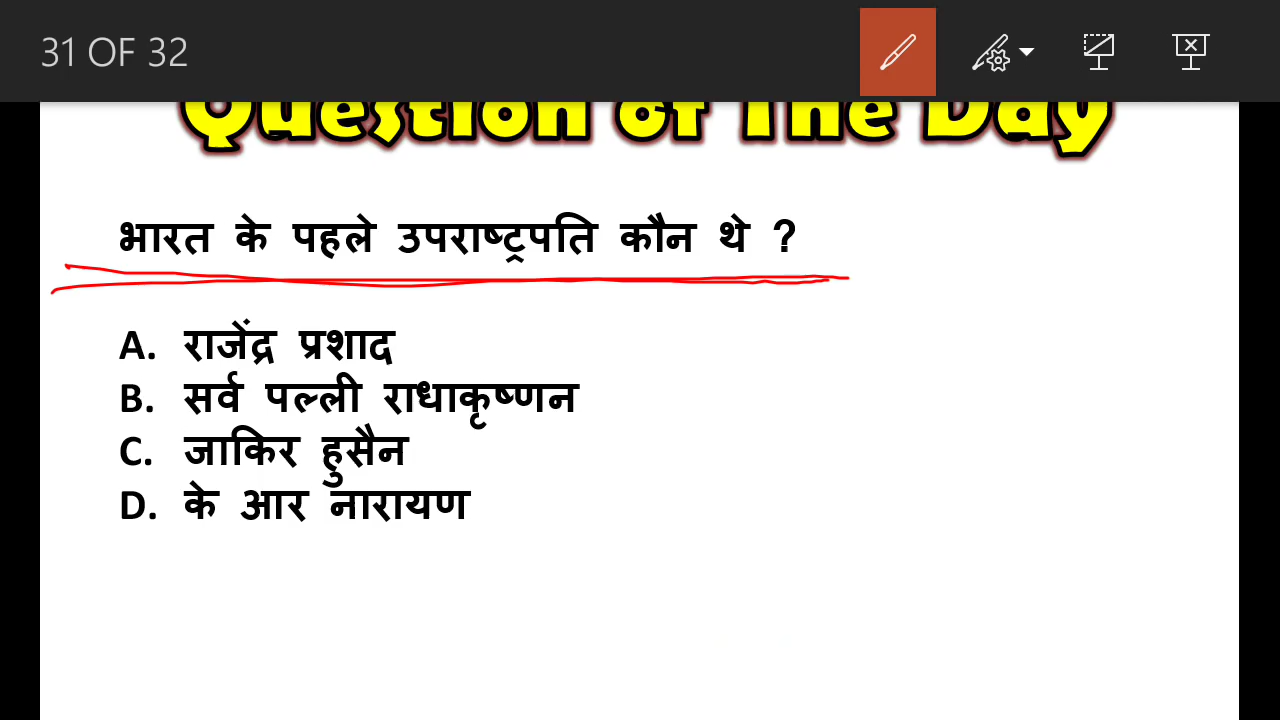 31 OF 32
Question of The Day
भारत के पहले उपराष्ट्रपति कौन थे ?
A. राजेंद्र प्रशाद
B. सर्व पल्ली राधाकृष्णन
C. जाकिर हुसैन
D. के आर नारायण